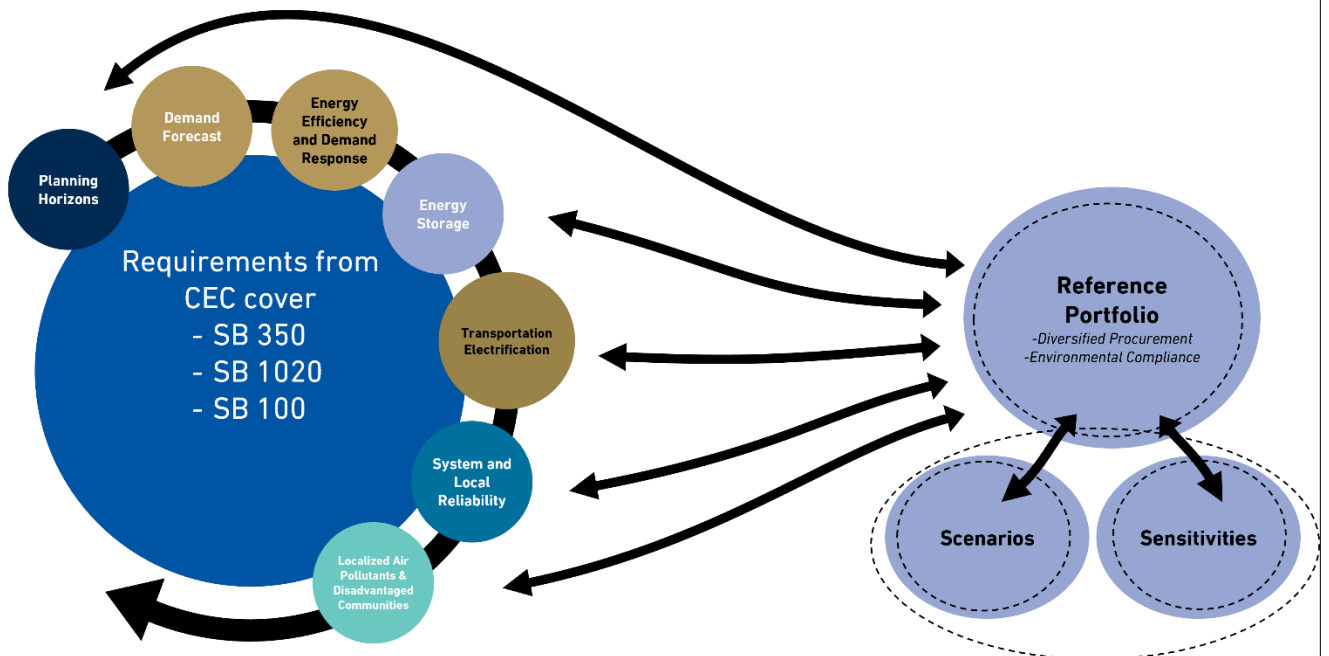 Planning
Horizons
Demand
Forecast
Energy
Efficiency
and Demand
Response
Energy
Storage
Transportation
Electrification
System and
Local
Reliability
Localized Air
Pollutants &
Disadvantaged
Communities
Requirements from
CEC cover
- SB 350
- SB 1020
- SB 100
Reference
Portfolio
-Diversified Procurement
-Environmental Compliance
Scenarios
Sensitivities